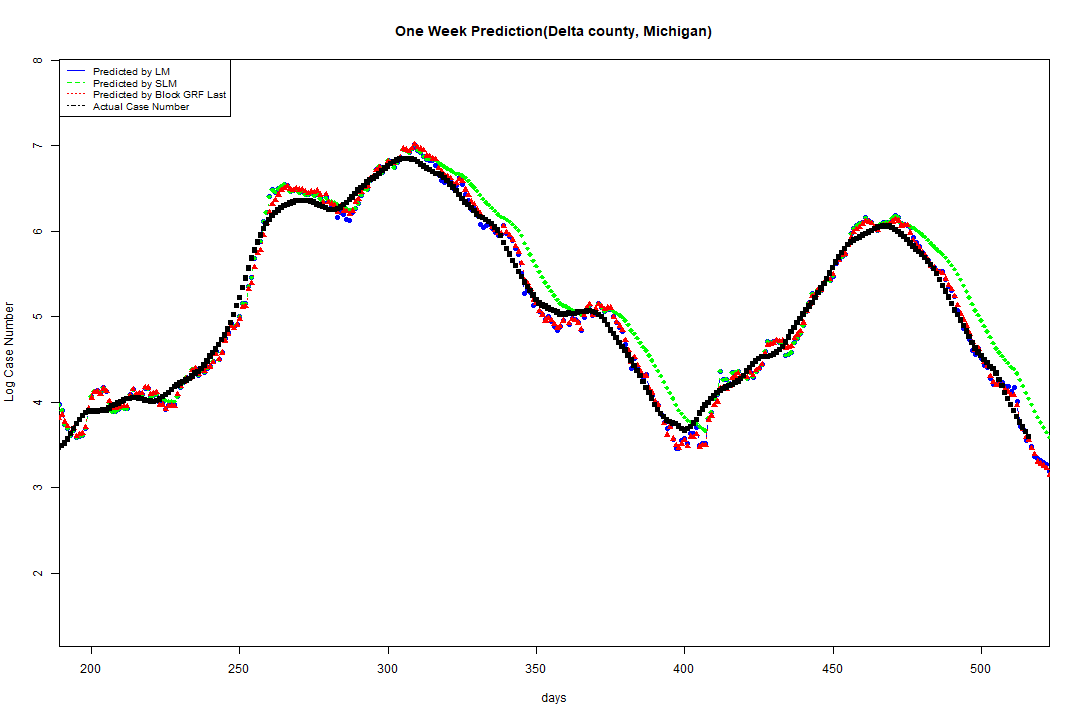 One Week Prediction(Delta county, Michigan)
8
Predicted by LM
Predicted by SLM
Predicted by Block GRF Last
Actual Case Number
7
6
5
4
3
2
Log Case Number
200 250 300 350 400 450 500
days